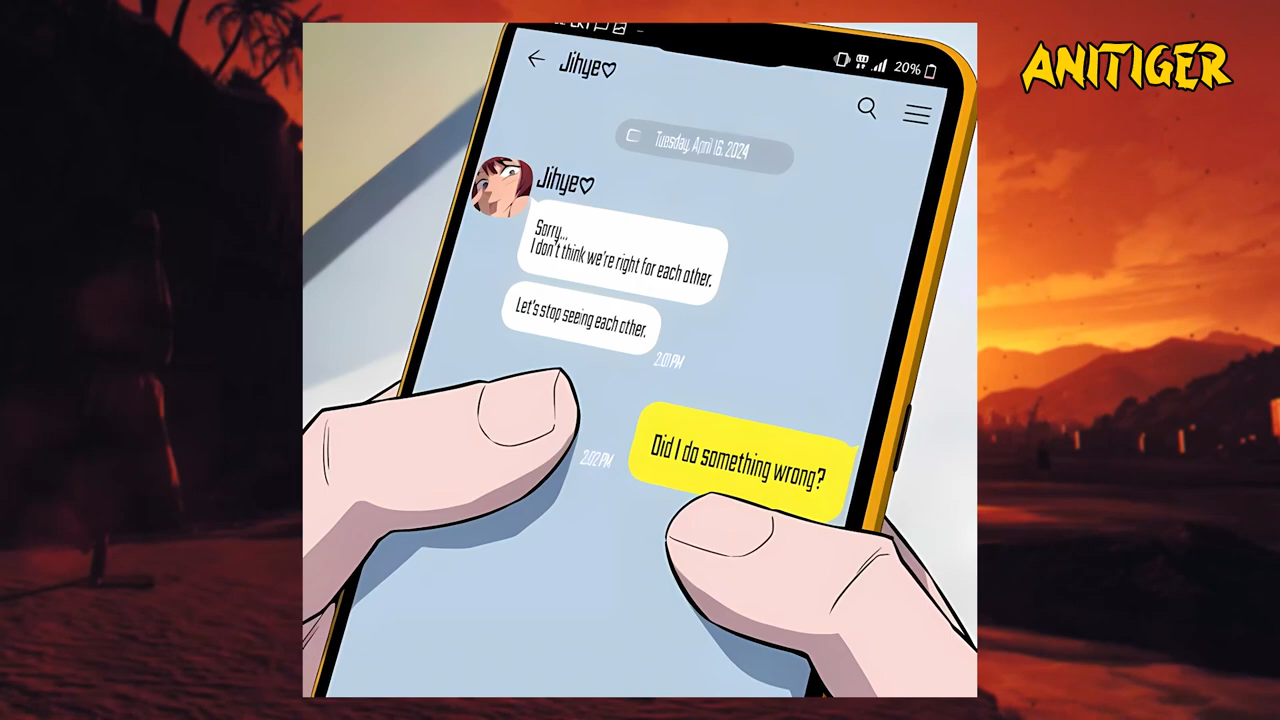 ANITIGER
20%
Jihye♡
Tuesday, April 16, 2024
Jihye♡
Sorry...
I don't think we're right for each other.
Let's stop seeing each other.
2:01 PM
Did I do something wrong?
2:02 PM